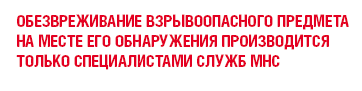 ОБЕЗВРЕЖИВАНИЕ ВЗРЫВООПАСНОГО ПРЕДМЕТА
НА МЕСТЕ ЕГО ОБНАРУЖЕНИЯ ПРОИЗВОДИТСЯ
ТОЛЬКО СПЕЦИАЛИСТАМИ СЛУЖБ МНС